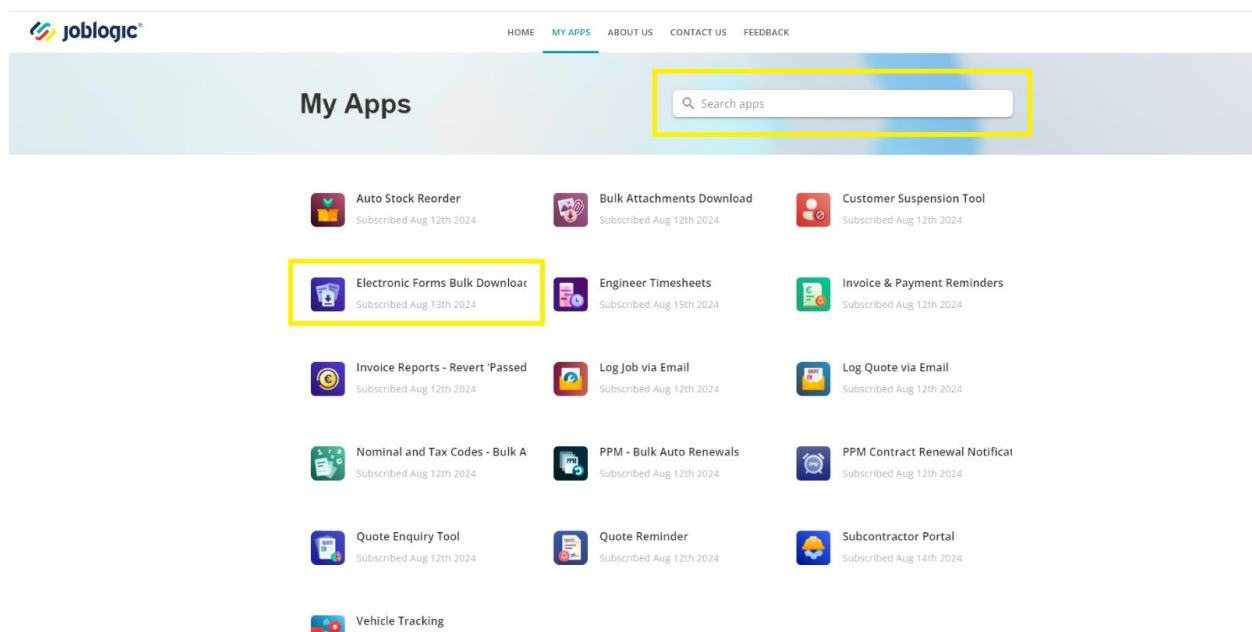 joblogic®
HOME MY APPS ABOUT US CONTACT US FEEDBACK
My Apps
Search apps
Auto Stock Reorder
Subscribed Aug 12th 2024
Bulk Attachments Download
Subscribed Aug 12th 2024
Customer Suspension Tool
Subscribed Aug 12th 2024
Electronic Forms Bulk Download
Subscribed Aug 13th 2024
Engineer Timesheets
Subscribed Aug 15th 2024
Invoice & Payment Reminders
Subscribed Aug 12th 2024
Invoice Reports - Revert 'Passed
Subscribed Aug 12th 2024
Log Job via Email
Subscribed Aug 12th 2024
Log Quote via Email
Subscribed Aug 12th 2024
Nominal and Tax Codes - Bulk A
Subscribed Aug 12th 2024
PPM - Bulk Auto Renewals
Subscribed Aug 12th 2024
PPM Contract Renewal Notificat
Subscribed Aug 12th 2024
Quote Enquiry Tool
Subscribed Aug 12th 2024
Quote Reminder
Subscribed Aug 12th 2024
Subcontractor Portal
Subscribed Aug 14th 2024
Vehicle Tracking